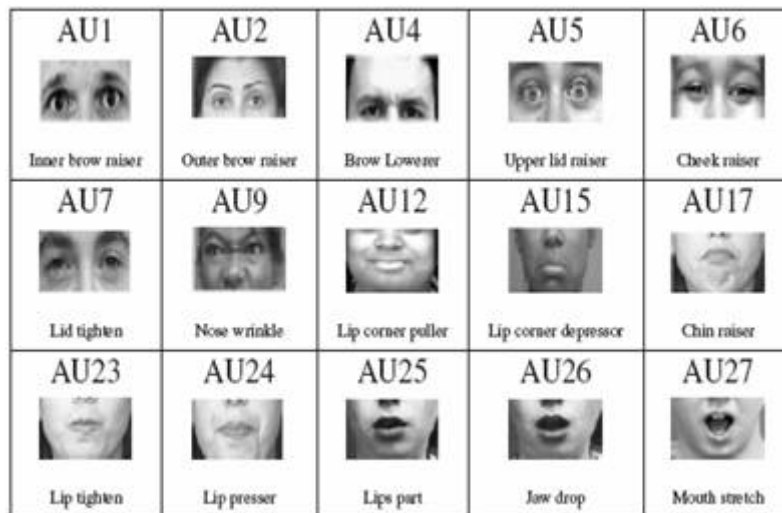 AU1 AU2 AU4 AU5 AU6
Inner brow raiser Outer brow raiser Brow Lowerer Upper lid raiser Cheek raiser
AU7 AU9 AU12 AU15 AU17
Lid tighten Nose wrinkle Lip corner puller Lip corner depressor Chin raiser
AU23 AU24 AU25 AU26 AU27
Lip tighten Lip presser Lips part Jaw drop Mouth stretch